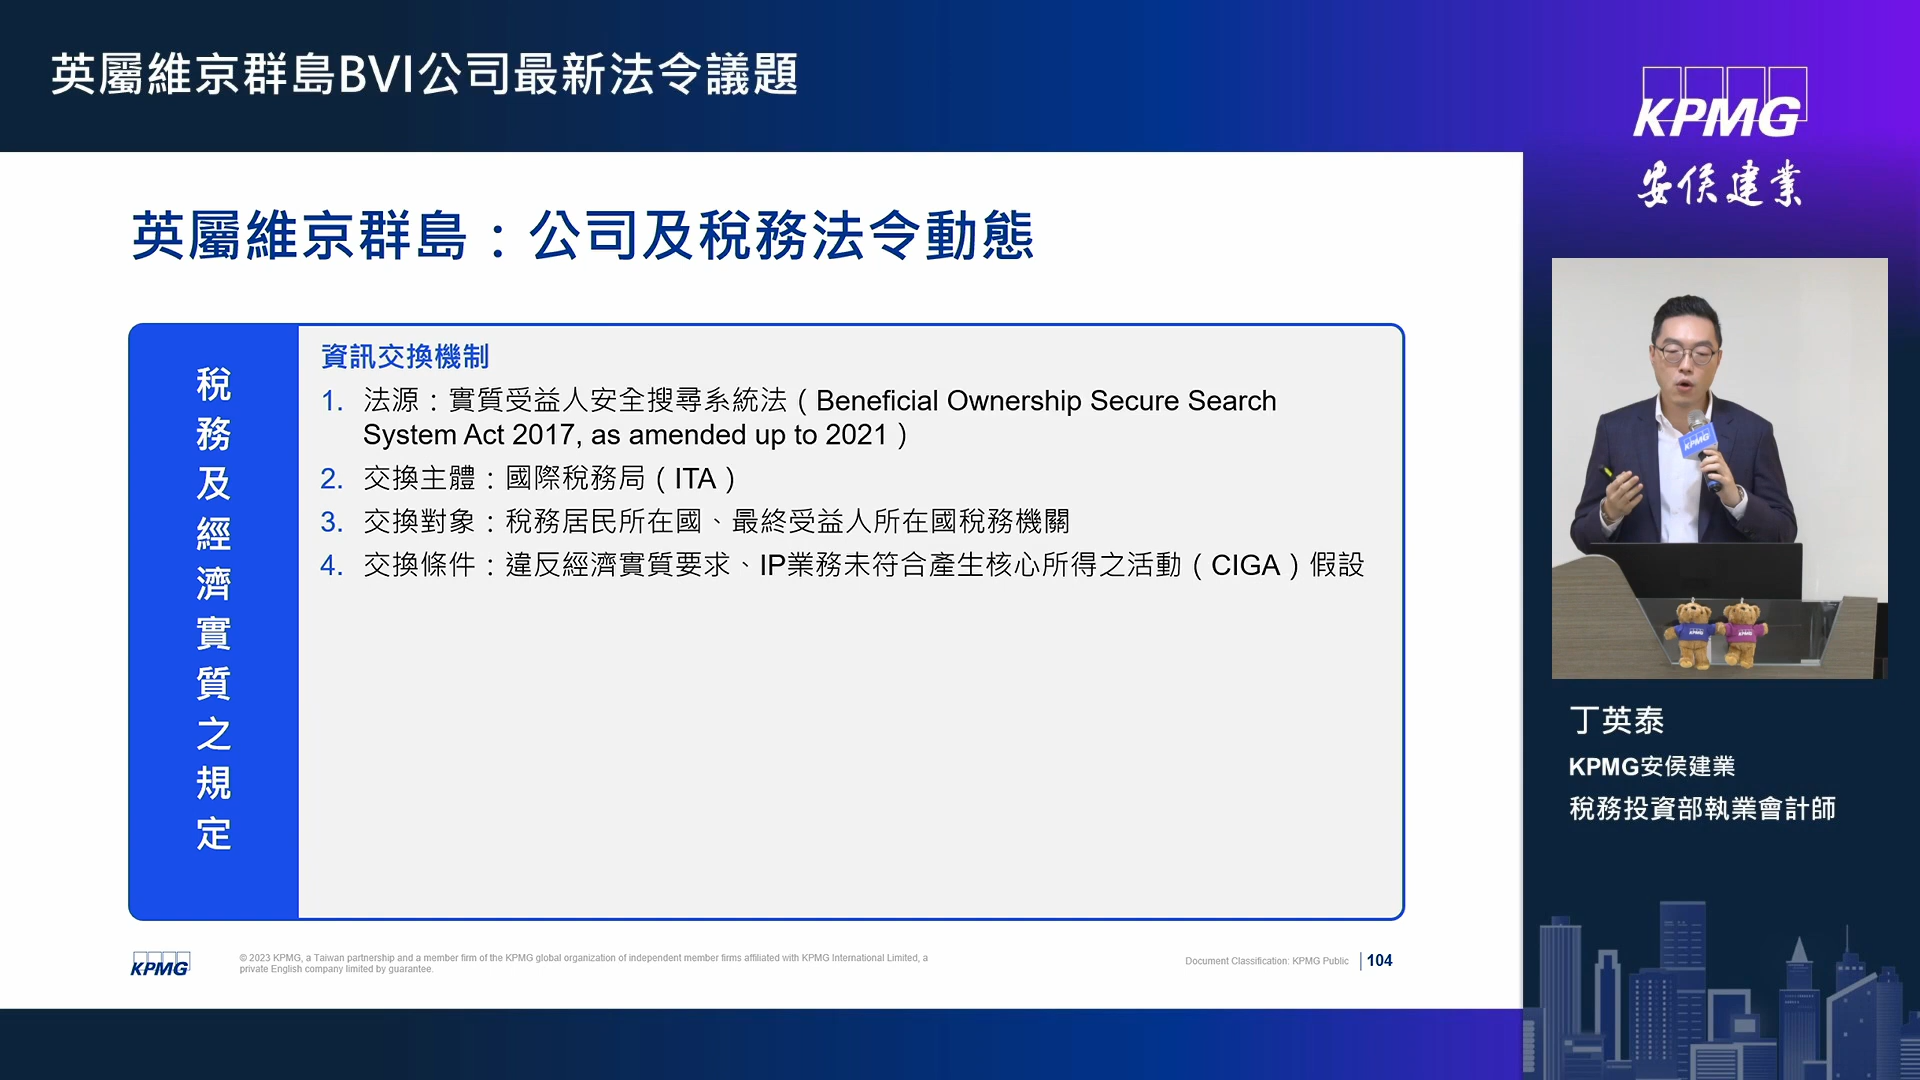 英屬維京群島BVI公司最新法令議題
KPMG
安侯建業
英屬維京群島：公司及稅務法令動態
稅務及經濟實質之規定
資訊交換機制
1. 法源：實質受益人安全搜尋系統法（Beneficial Ownership Secure Search
System Act 2017, as amended up to 2021）
2. 交換主體：國際稅務局（ITA）
3. 交換對象：稅務居民所在國、最終受益人所在國稅務機關
4. 交換條件：違反經濟實質要求、IP業務未符合產生核心所得之活動（CIGA）假設
KPMG
© 2023 KPMG, a Taiwan partnership and a member firm of the KPMG global organization of independent member firms affiliated with KPMG International Limited, a
private English company limited by guarantee.
Document Classification: KPMG Public
104
KPMG
KPMG
KPMG
丁英泰
KPMG安侯建業
稅務投資部執業會計師